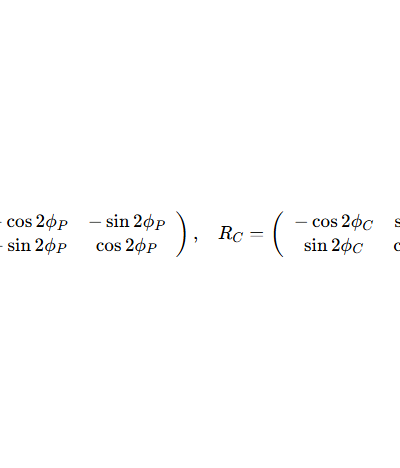 cos 2ϕ_P − sin 2ϕ_P
sin 2ϕ_P cos 2ϕ_P ) , R_C = ( − cos 2ϕ_C
sin 2ϕ_C